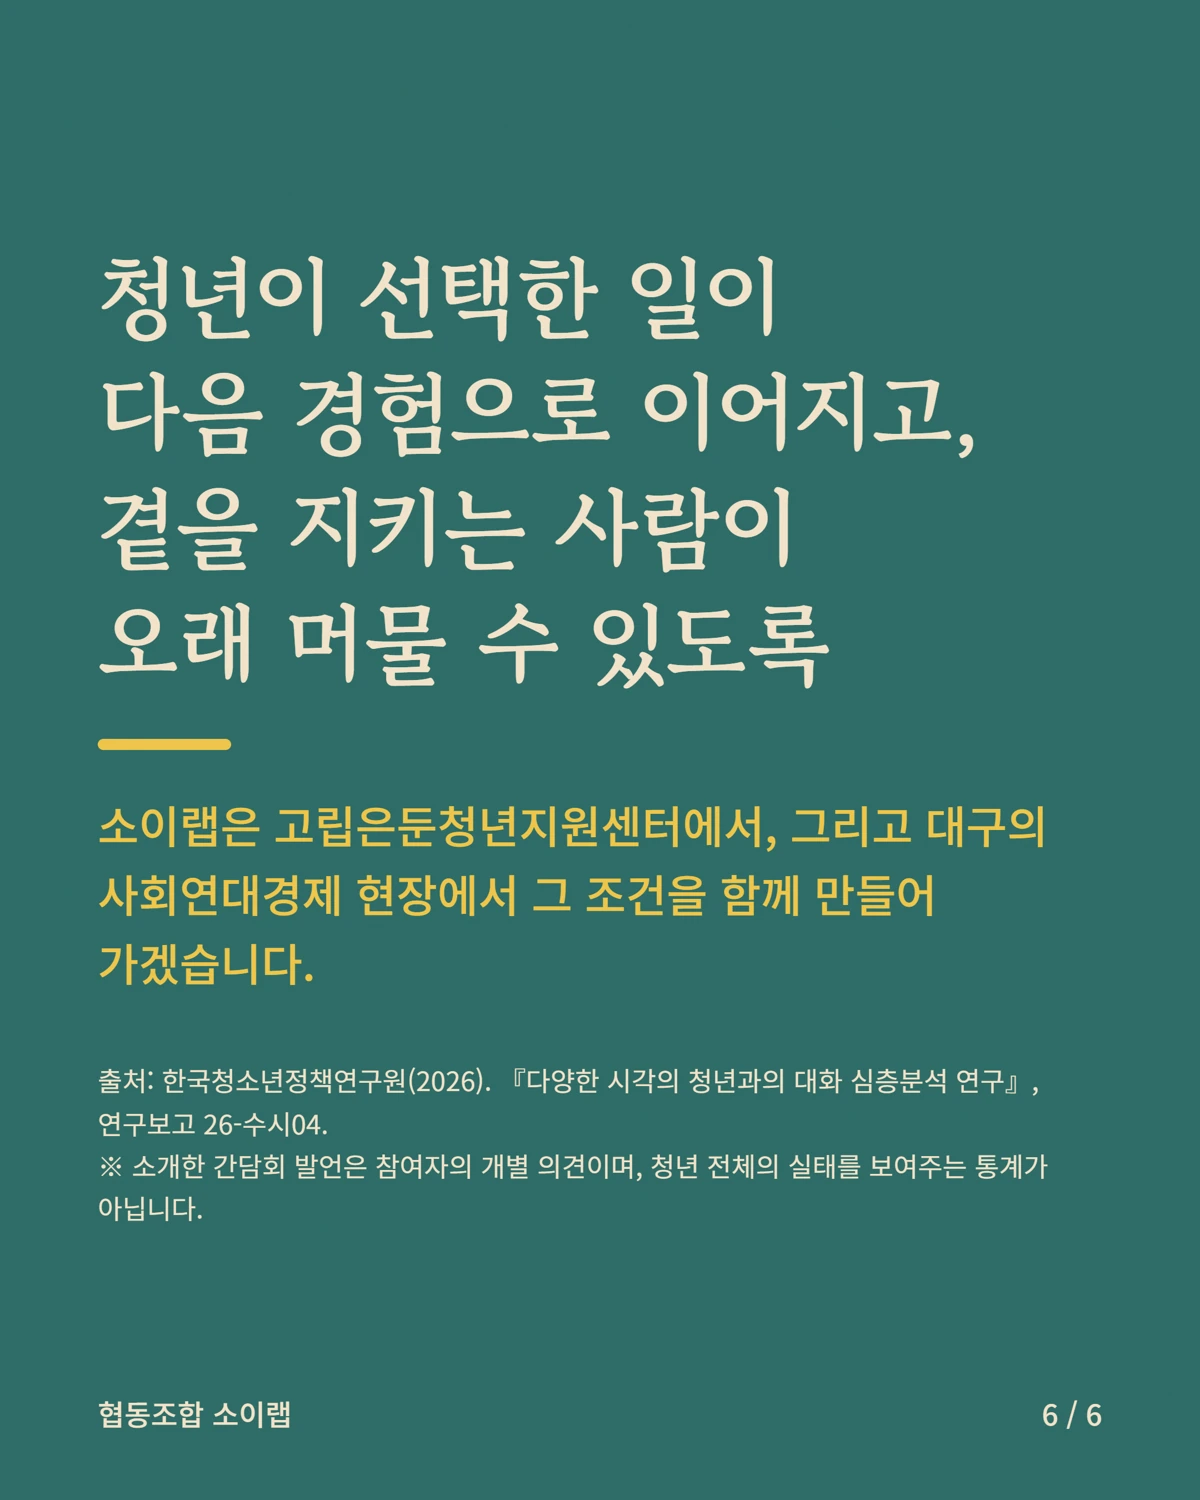 청년이 선택한 일이
다음 경험으로 이어지고,
곁을 지키는 사람이
오래 머물 수 있도록
소이랩은 고립은둔청년지원센터에서, 그리고 대구의
사회연대경제 현장에서 그 조건을 함께 만들어
가겠습니다.
출처: 한국청소년정책연구원(2026). 『다양한 시각의 청년과의 대화 심층분석 연구』,
연구보고 26-수시04.
※ 소개한 간담회 발언은 참여자의 개별 의견이며, 청년 전체의 실태를 보여주는 통계가
아닙니다.
협동조합 소이랩
6 / 6